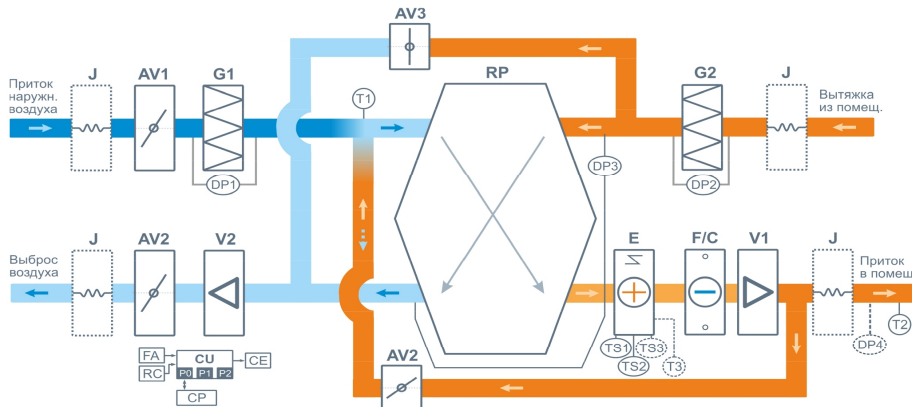 AV3
J
AV1
G1
RP
G2
J
Приток
наружн.
воздуха
T1
Вытяжка
из помещ.
DP1
DP3
DP2
J
AV2
V2
E
F/C
V1
J
Выброс
воздуха
Приток
в помещ
TS1
TS3
TS2
T3
DP4
T2
AV2
FA
CU
CE
RC
P0 P1 P2
CP